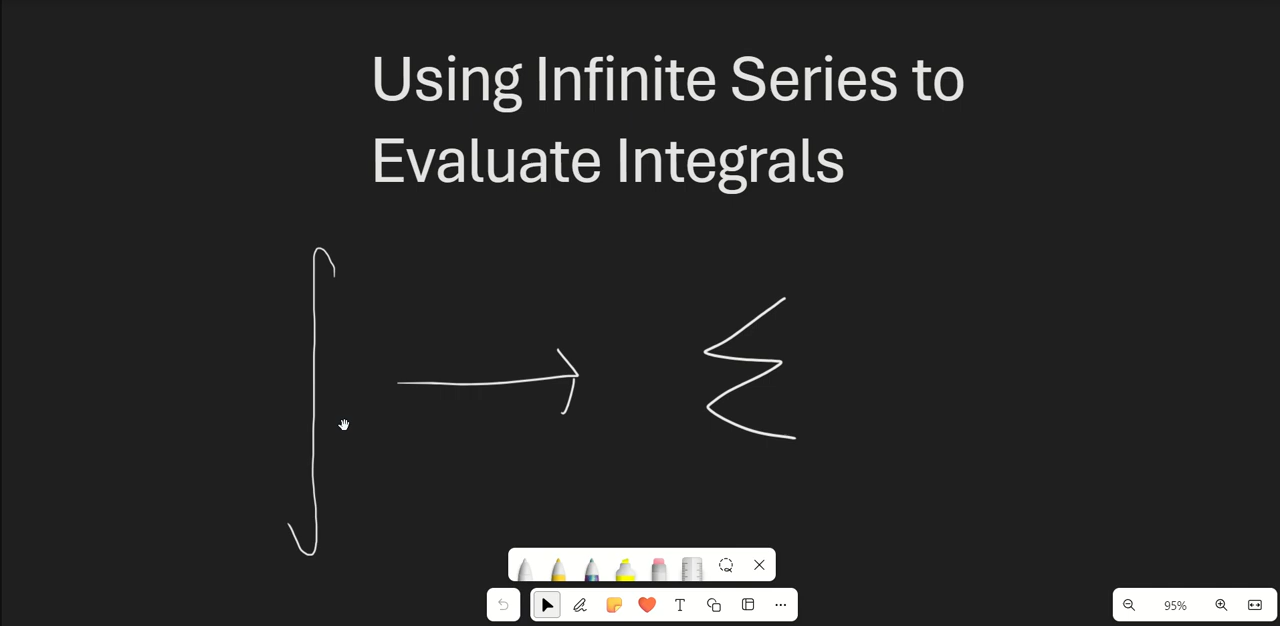 Using Infinite Series to
Evaluate Integrals
∫ → Σ
95%